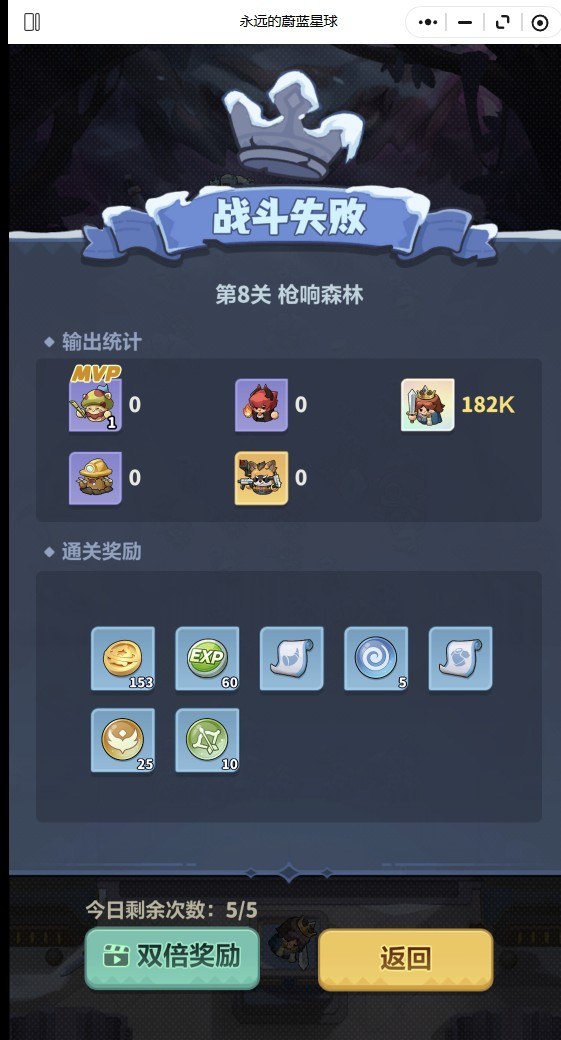 永远的蔚蓝星球
战斗失败
第8关 枪响森林
输出统计
MVP
1
0
0
182K
0
0
通关奖励
153
EXP
60
5
25
10
今日剩余次数：5/5
双倍奖励
返回